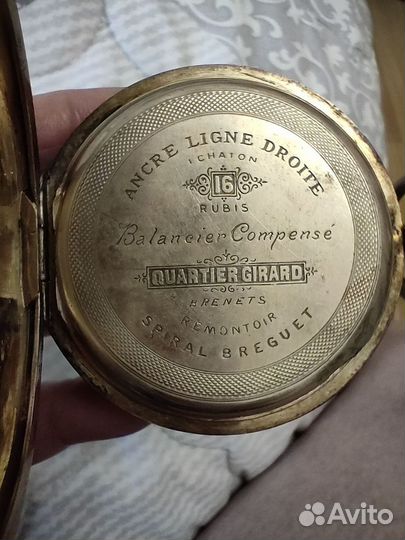 ANCRE LIGNE DROITE
1 CHATON
16
RUBIS
Balancier Compensé
QUARTIER GIRARD
BRENETS
REMONTOIR
SPIRAL BREGUET
Avito